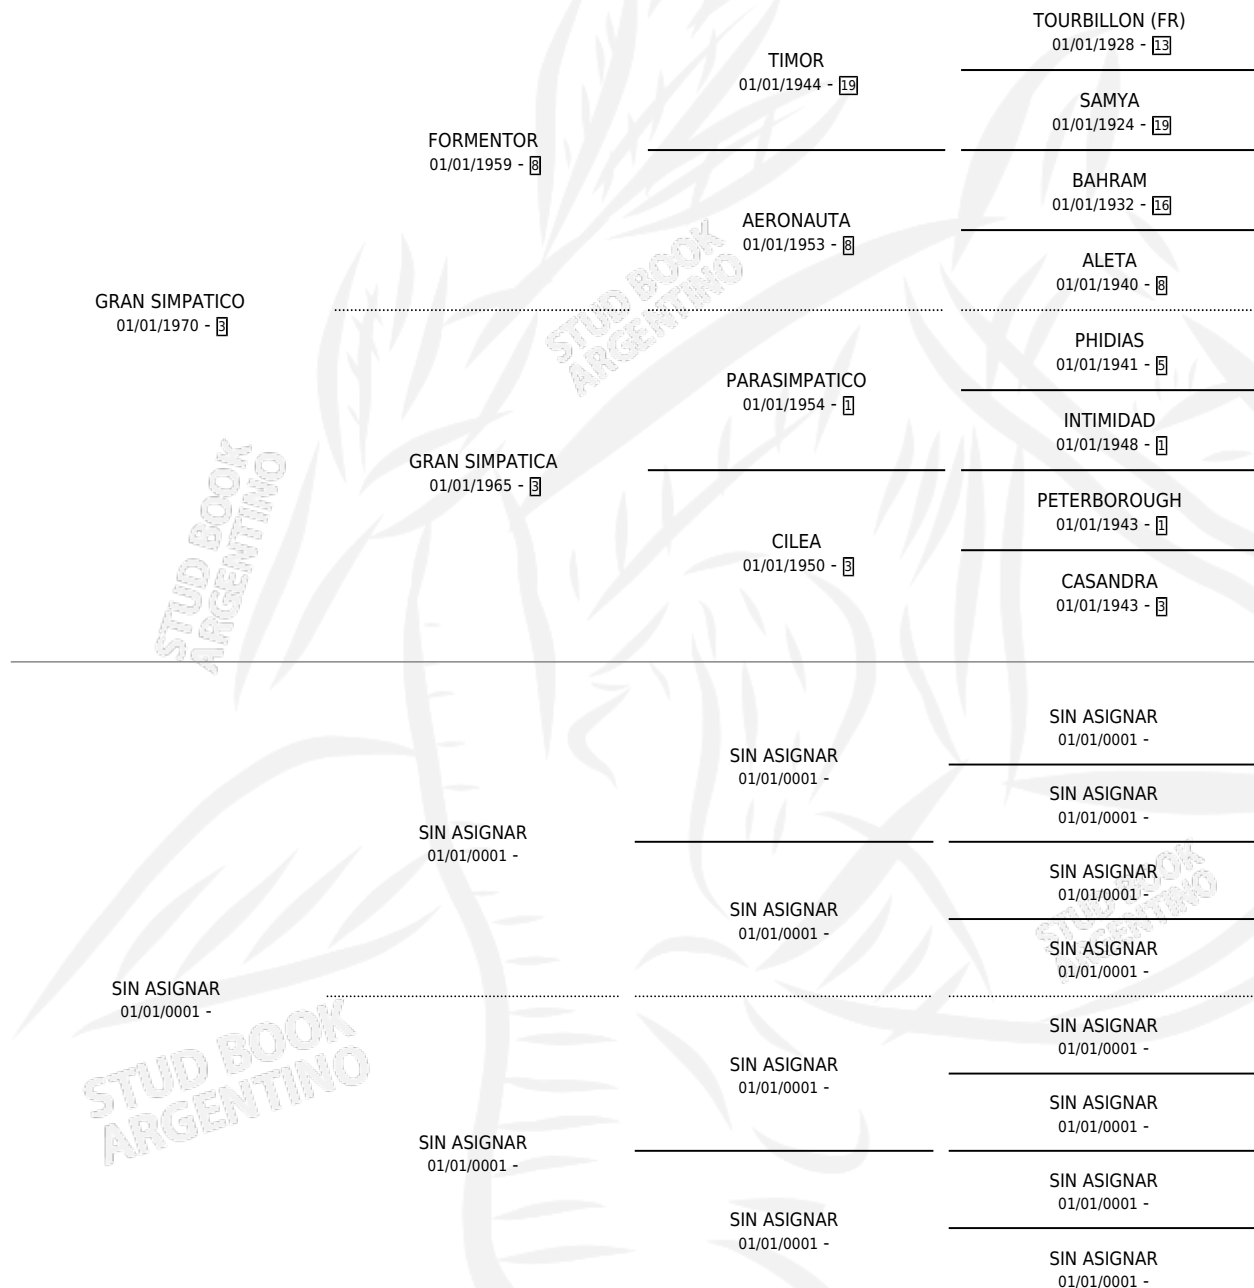 TOURBILLON (FR)
01/01/1928 - 13
TIMOR
01/01/1944 - 19
SAMYA
01/01/1924 - 19
FORMENTOR
01/01/1959 - 8
BAHRAM
01/01/1932 - 16
AERONAUTA
01/01/1953 - 8
ALETA
01/01/1940 - 8
GRAN SIMPATICO
01/01/1970 - 3
PHIDIAS
01/01/1941 - 5
PARASIMPATICO
01/01/1954 - 1
INTIMIDAD
01/01/1948 - 1
GRAN SIMPATICA
01/01/1965 - 3
PETERBOROUGH
01/01/1943 - 1
CILEA
01/01/1950 - 3
CASANDRA
01/01/1943 - 3
SIN ASIGNAR
01/01/0001 -
SIN ASIGNAR
01/01/0001 -
SIN ASIGNAR
01/01/0001 -
SIN ASIGNAR
01/01/0001 -
SIN ASIGNAR
01/01/0001 -
SIN ASIGNAR
01/01/0001 -
SIN ASIGNAR
01/01/0001 -
SIN ASIGNAR
01/01/0001 -
SIN ASIGNAR
01/01/0001 -
SIN ASIGNAR
01/01/0001 -
SIN ASIGNAR
01/01/0001 -
SIN ASIGNAR
01/01/0001 -
SIN ASIGNAR
01/01/0001 -
SIN ASIGNAR
01/01/0001 -
SIN ASIGNAR
01/01/0001 -
STUD BOOK
ARGENTINO
STUD BOOK
ARGENTINO
STUD BOOK
ARGENTINO
STUD BOOK
ARGENTINO